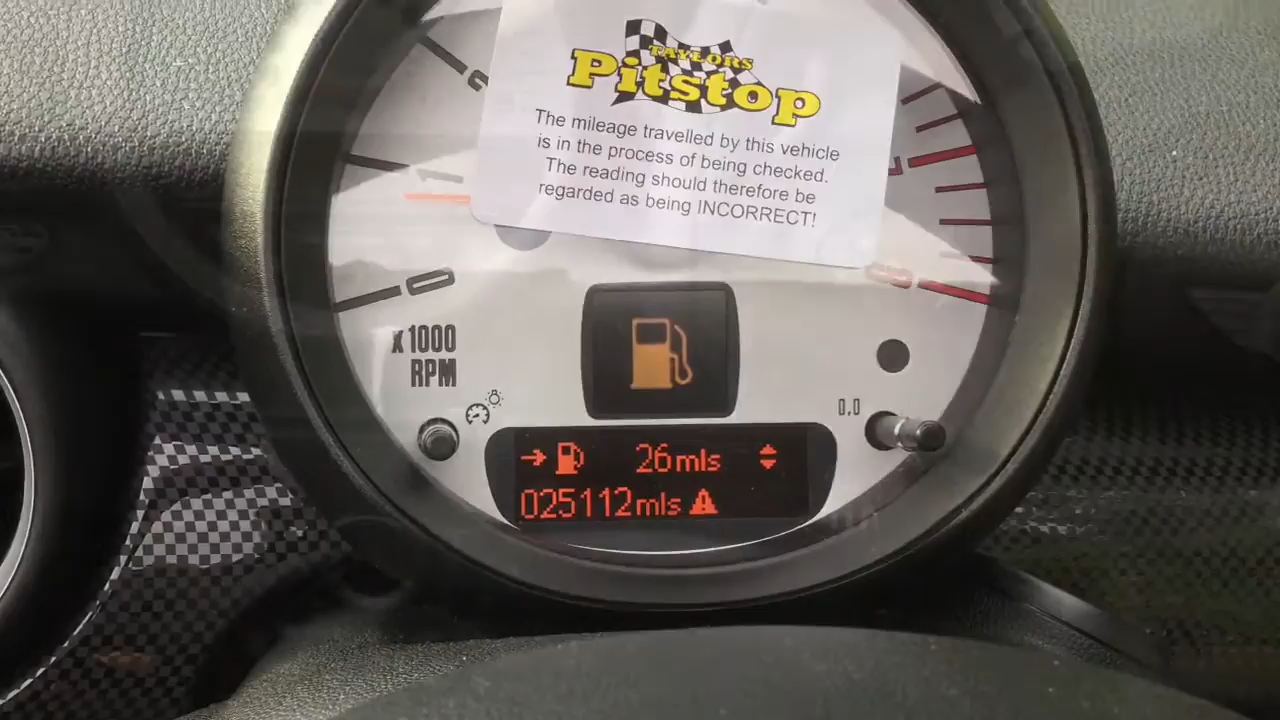 TAYLORS
Pitstop
The mileage travelled by this vehicle
is in the process of being checked.
The reading should therefore be
regarded as being INCORRECT!
0
x1000
RPM
0.0
26mls
025112mls